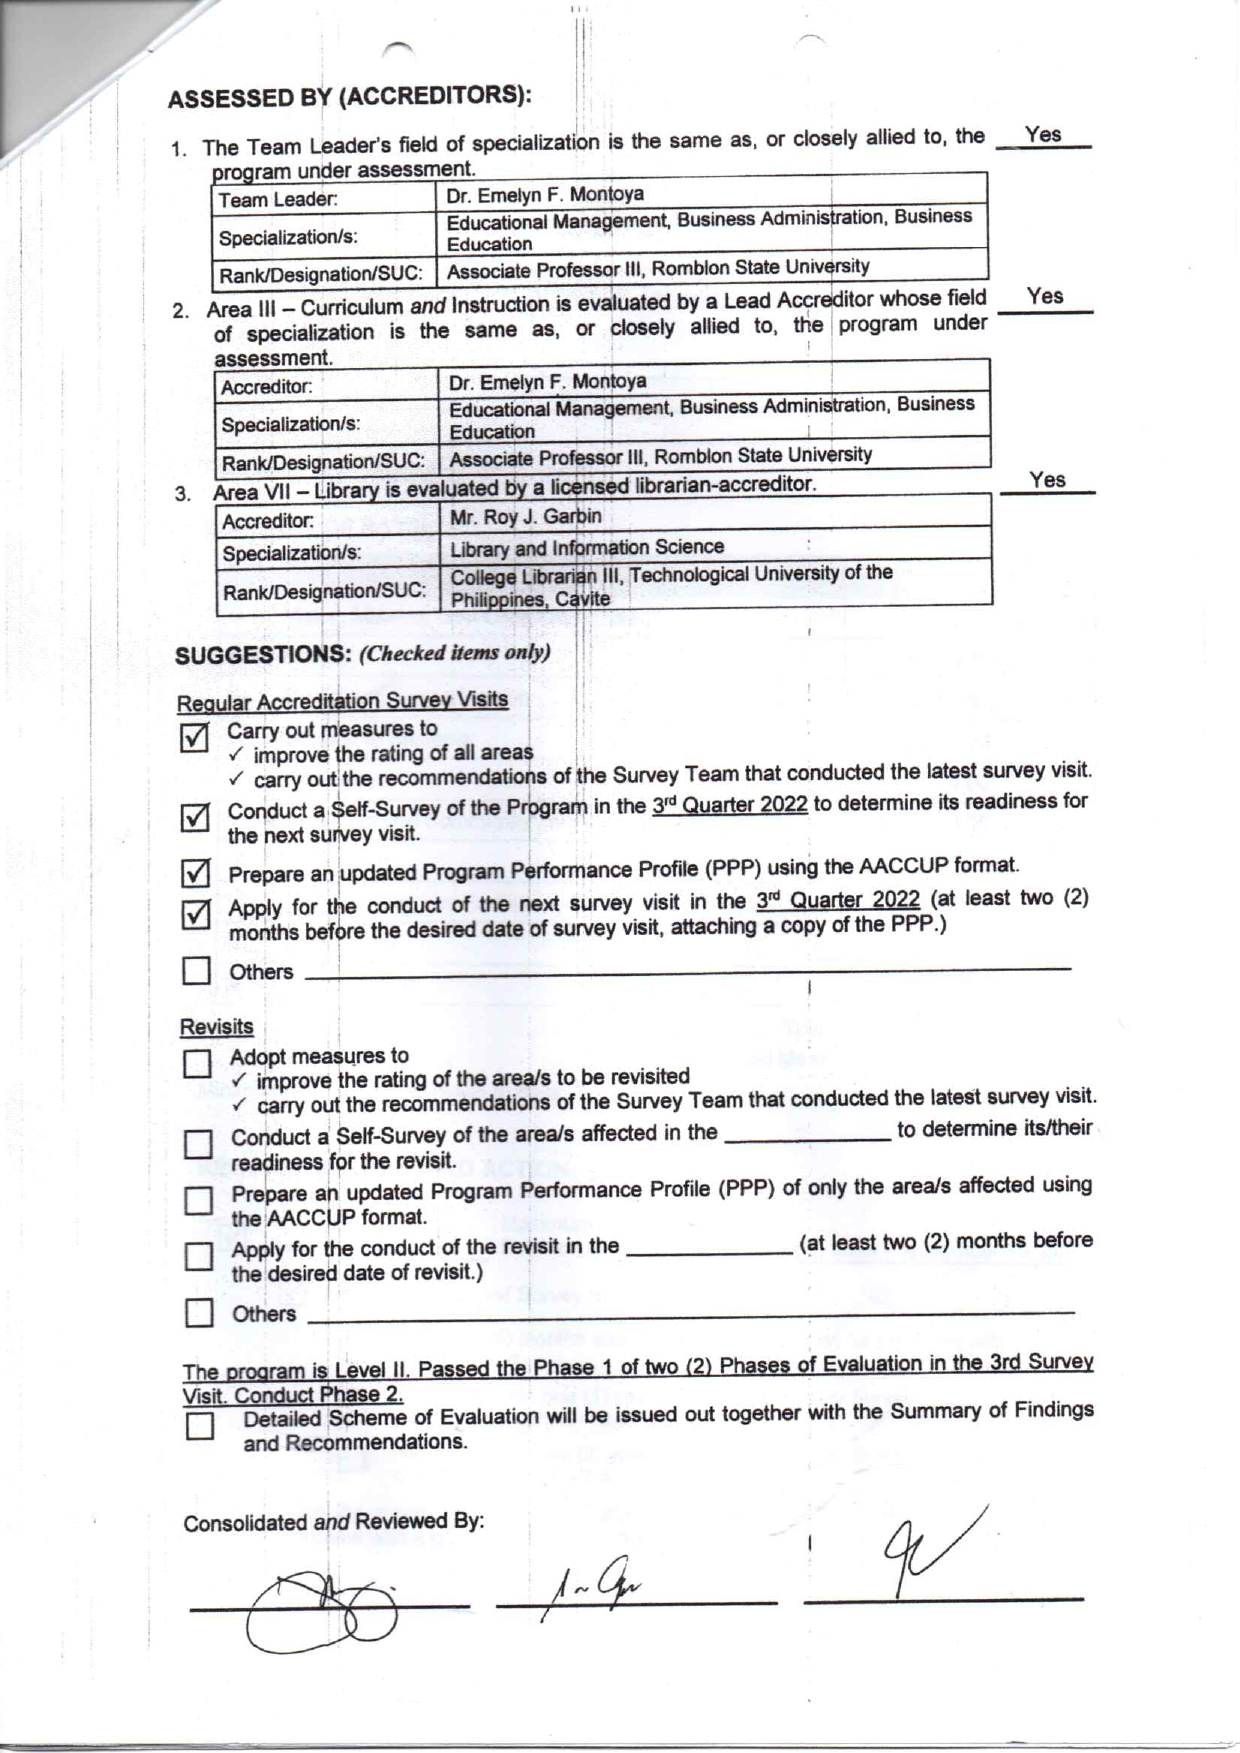 ASSESSED BY (ACCREDITORS):
1. The Team Leader's field of specialization is the same as, or closely allied to, the Yes
program under assessment.
Team Leader: Dr. Emelyn F. Montoya
Specialization/s: Educational Management, Business Administration, Business
Education
Rank/Designation/SUC: Associate Professor III, Romblon State University
2. Area III – Curriculum and Instruction is evaluated by a Lead Accreditor whose field Yes
of specialization is the same as, or closely allied to, the program under
assessment.
Accreditor: Dr. Emelyn F. Montoya
Specialization/s: Educational Management, Business Administration, Business
Education
Rank/Designation/SUC: Associate Professor III, Romblon State University
3. Area VII – Library is evaluated by a licensed librarian-accreditor. Yes
Accreditor: Mr. Roy J. Garbin
Specialization/s: Library and Information Science
Rank/Designation/SUC: College Librarian III, Technological University of the
Philippines, Cavite
SUGGESTIONS: (Checked items only)
Regular Accreditation Survey Visits
☑ Carry out measures to
✓ improve the rating of all areas
✓ carry out the recommendations of the Survey Team that conducted the latest survey visit.
☑ Conduct a Self-Survey of the Program in the 3rd Quarter 2022 to determine its readiness for
the next survey visit.
☑ Prepare an updated Program Performance Profile (PPP) using the AACCUP format.
☑ Apply for the conduct of the next survey visit in the 3rd Quarter 2022 (at least two (2)
months before the desired date of survey visit, attaching a copy of the PPP.)
☐ Others
Revisits
☐ Adopt measures to
✓ improve the rating of the area/s to be revisited
✓ carry out the recommendations of the Survey Team that conducted the latest survey visit.
☐ Conduct a Self-Survey of the area/s affected in the ____________ to determine its/their
readiness for the revisit.
☐ Prepare an updated Program Performance Profile (PPP) of only the area/s affected using
the AACCUP format.
☐ Apply for the conduct of the revisit in the ____________ (at least two (2) months before
the desired date of revisit.)
☐ Others
The program is Level II. Passed the Phase 1 of two (2) Phases of Evaluation in the 3rd Survey
Visit. Conduct Phase 2.
☐ Detailed Scheme of Evaluation will be issued out together with the Summary of Findings
and Recommendations.
Consolidated and Reviewed By: